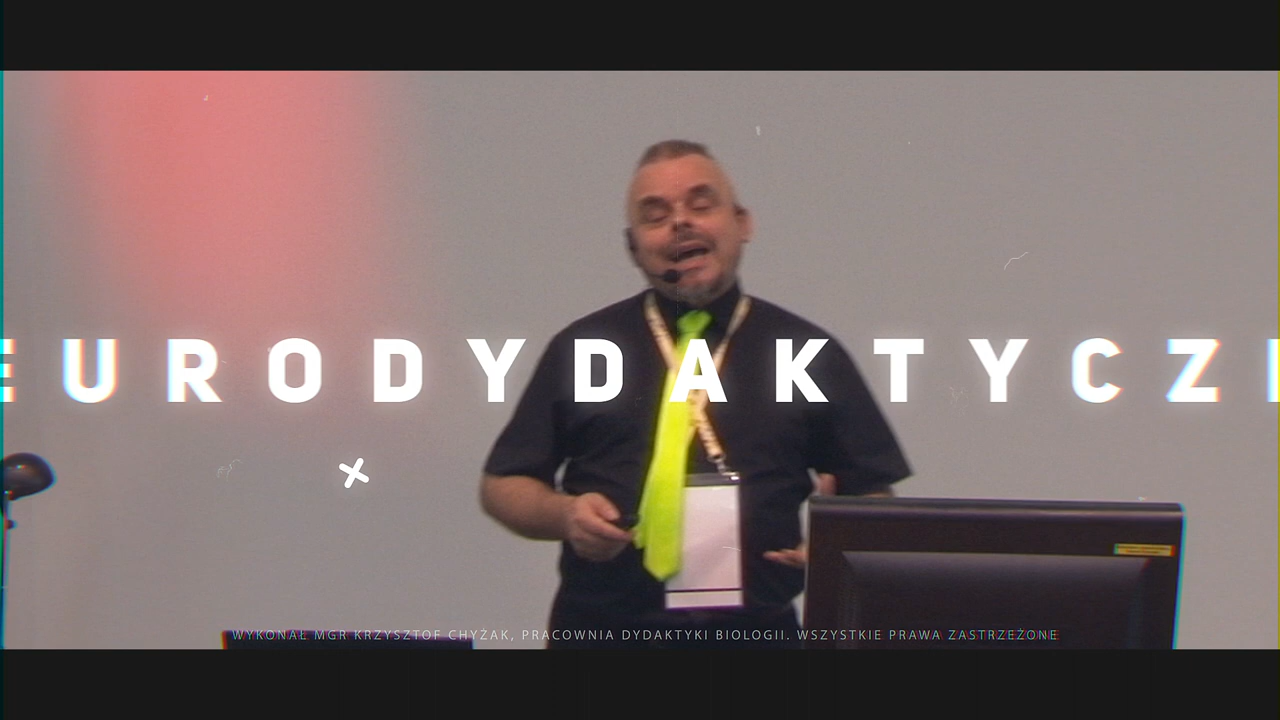 EURODYDAKTYCZ
WYKONAŁ MGR KRZYSZTOF CHYŻAK, PRACOWNIA DYDAKTYKI BIOLOGII. WSZYSTKIE PRAWA ZASTRZEŻONE